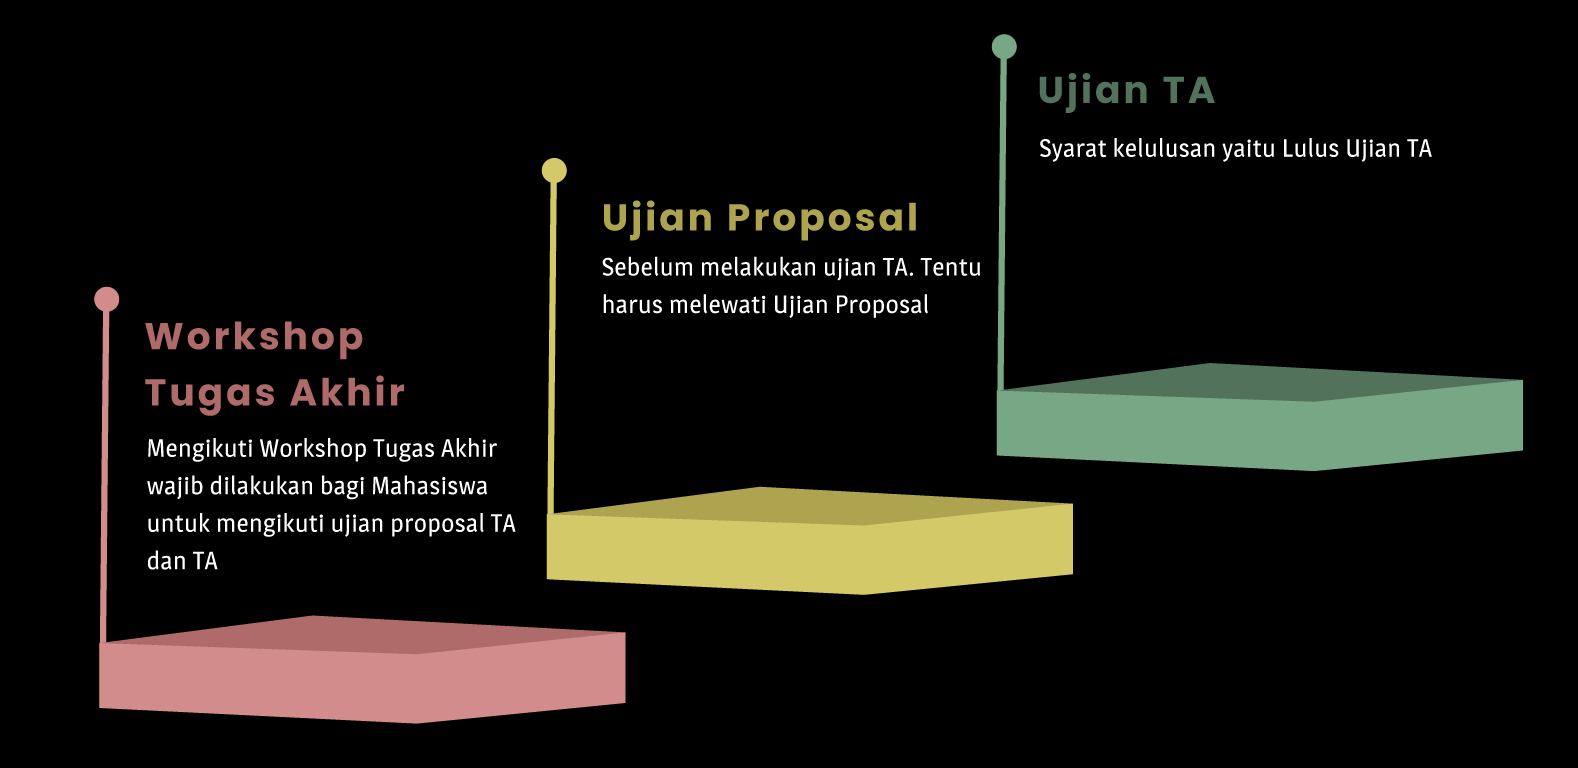 Workshop
Tugas Akhir
Mengikuti Workshop Tugas Akhir
wajib dilakukan bagi Mahasiswa
untuk mengikuti ujian proposal TA
dan TA
Ujian Proposal
Sebelum melakukan ujian TA. Tentu
harus melewati Ujian Proposal
Ujian TA
Syarat kelulusan yaitu Lulus Ujian TA